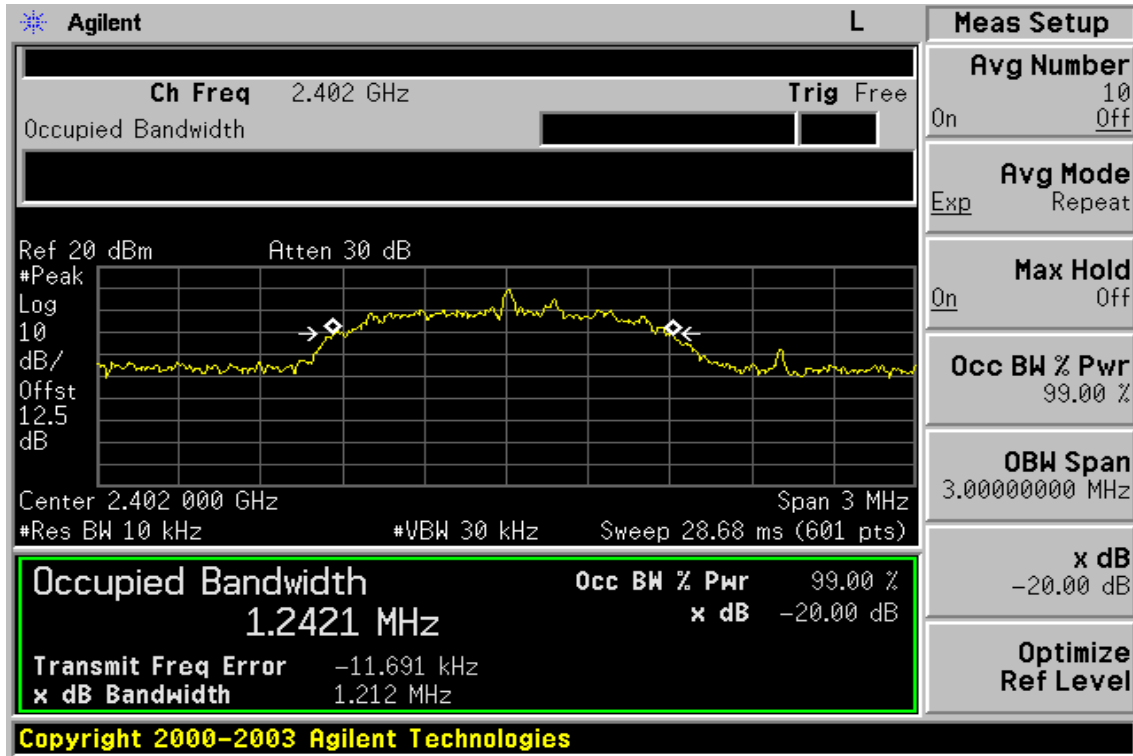 Agilent L
Ch Freq 2.402 GHz Trig Free
Occupied Bandwidth
Ref 20 dBm Atten 30 dB
#Peak
Log
10
dB/
Offst
12.5
dB
Center 2.402 000 GHz Span 3 MHz
#Res BW 10 kHz #VBW 30 kHz Sweep 28.68 ms (601 pts)
Occupied Bandwidth Occ BW % Pwr 99.00 %
1.2421 MHz x dB -20.00 dB
Transmit Freq Error -11.691 kHz
x dB Bandwidth 1.212 MHz
Copyright 2000-2003 Agilent Technologies
Meas Setup
Avg Number
10
On Off
Avg Mode
Exp Repeat
Max Hold
On Off
Occ BW % Pwr
99.00 %
OBW Span
3.00000000 MHz
x dB
-20.00 dB
Optimize
Ref Level